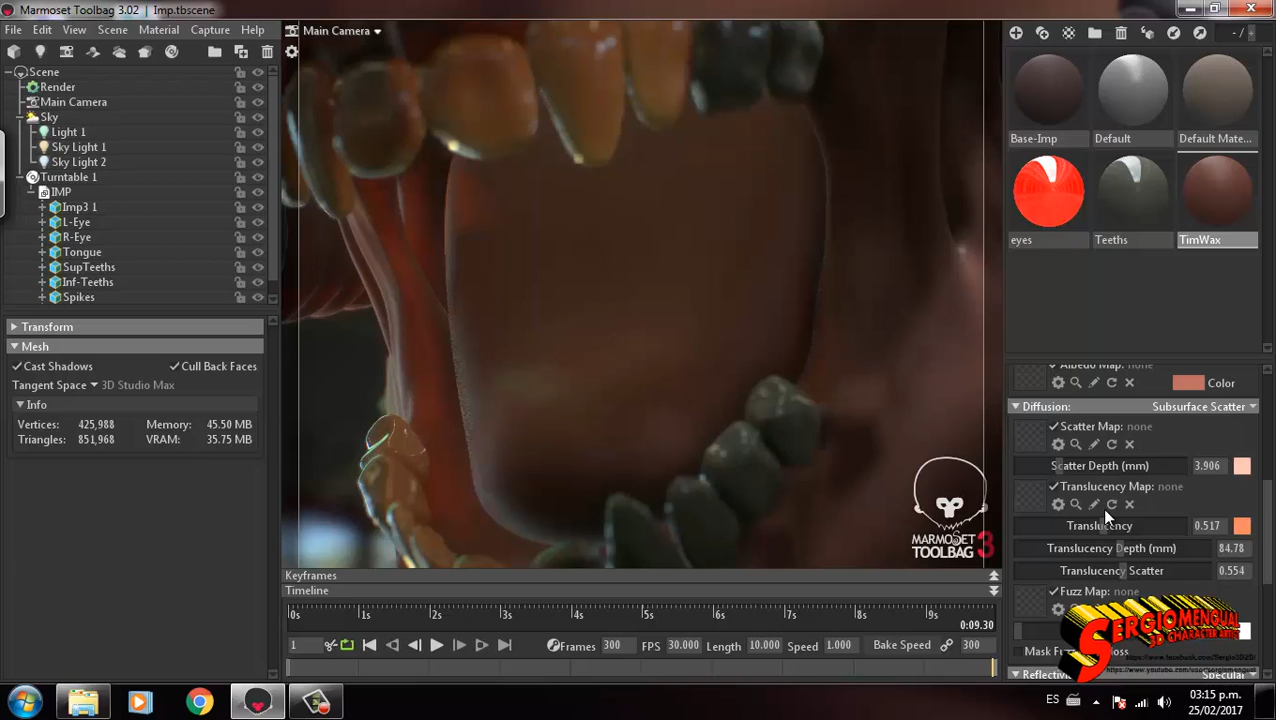 Marmoset Toolbag 3.02 | Imp.tbscene
File Edit View Scene Material Capture Help
Main Camera
Scene
Render
Main Camera
Sky
Light 1
Sky Light 1
Sky Light 2
Turntable 1
IMP
Imp3 1
L-Eye
R-Eye
Tongue
SupTeeths
Inf-Teeths
Spikes
Transform
Mesh
Cast Shadows Cull Back Faces
Tangent Space 3D Studio Max
Info
Vertices: 425,988 Memory: 45.50 MB
Triangles: 851,968 VRAM: 35.75 MB
- / +
Base-Imp Default Default Mate...
eyes Teeths TimWax
Albedo Map: none
Color
Diffusion: Subsurface Scatter
Scatter Map: none
Scatter Depth (mm) 3.906
Translucency Map: none
Translucency 0.517
Translucency Depth (mm) 84.78
Translucency Scatter 0.554
Fuzz Map: none
SERGIOMENGUAL
3D CHARACTER ARTIST
MARMOSET
TOOLBAG 3
Keyframes
Timeline
0s 1s 2s 3s 4s 5s 6s 7s 8s 9s
0:09.30
1 Frames 300 FPS 30.000 Length 10.000 Speed 1.000 Bake Speed 300
ES 03:15 p.m.
25/02/2017